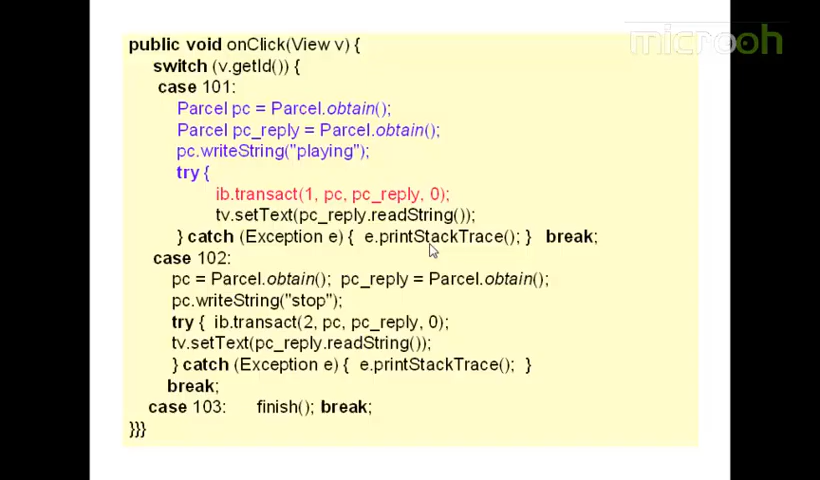 microoh
public void onClick(View v) {
switch (v.getId()) {
case 101:
Parcel pc = Parcel.obtain();
Parcel pc_reply = Parcel.obtain();
pc.writeString("playing");
try {
ib.transact(1, pc, pc_reply, 0);
tv.setText(pc_reply.readString());
} catch (Exception e) { e.printStackTrace(); } break;
case 102:
pc = Parcel.obtain(); pc_reply = Parcel.obtain();
pc.writeString("stop");
try { ib.transact(2, pc, pc_reply, 0);
tv.setText(pc_reply.readString());
} catch (Exception e) { e.printStackTrace(); }
break;
case 103: finish(); break;
}}}